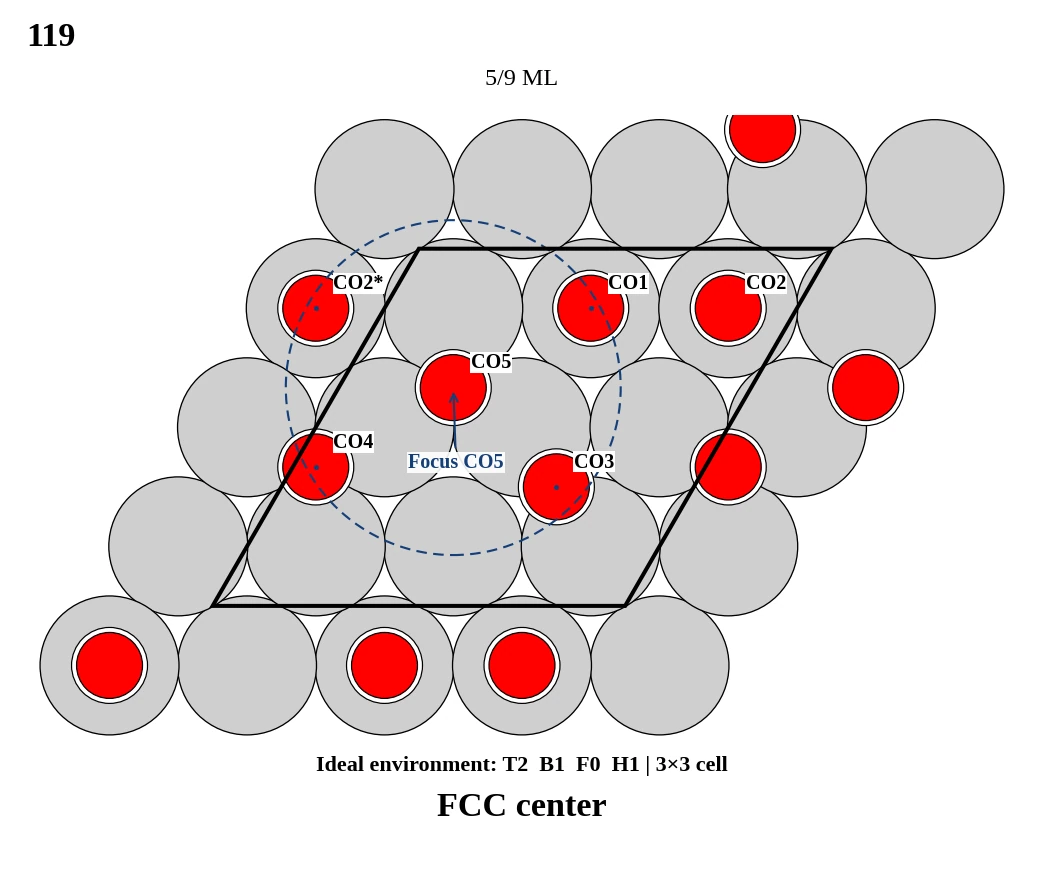 119
5/9 ML
CO2*
CO1
CO2
CO5
CO4
Focus CO5
CO3
Ideal environment: T2 B1 F0 H1 | 3×3 cell
FCC center